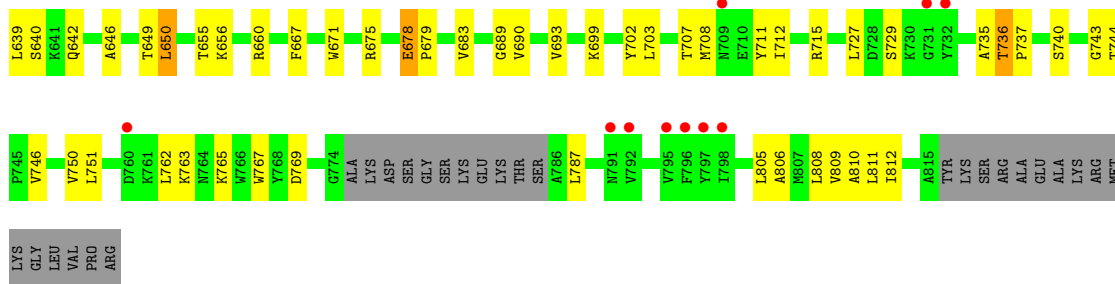 L639 S640 K641 Q642 A646 T649 L650 T655 K656 R660 F667 W671 R675 E678 P679 V683 G689 V690 V693 K699 Y702 L703 T707 M708 N709 E710 Y711 I712 R715 L727 D728 S729 K730 G731 Y732 A735 T736 P737 S740 G743 T744
P745 V746 V750 L751 D760 K761 L762 K763 N764 K765 W766 W767 Y768 D769 G774 ALA LYS ASP SER GLY SER LYS GLU LYS THR SER A786 L787 N791 V792 V795 F796 Y797 I798 L805 A806 M807 L808 V809 A810 L811 I812 A815 TYR LYS SER ARG ALA GLU ALA LYS ARG MET
LYS GLY LEU VAL PRO ARG